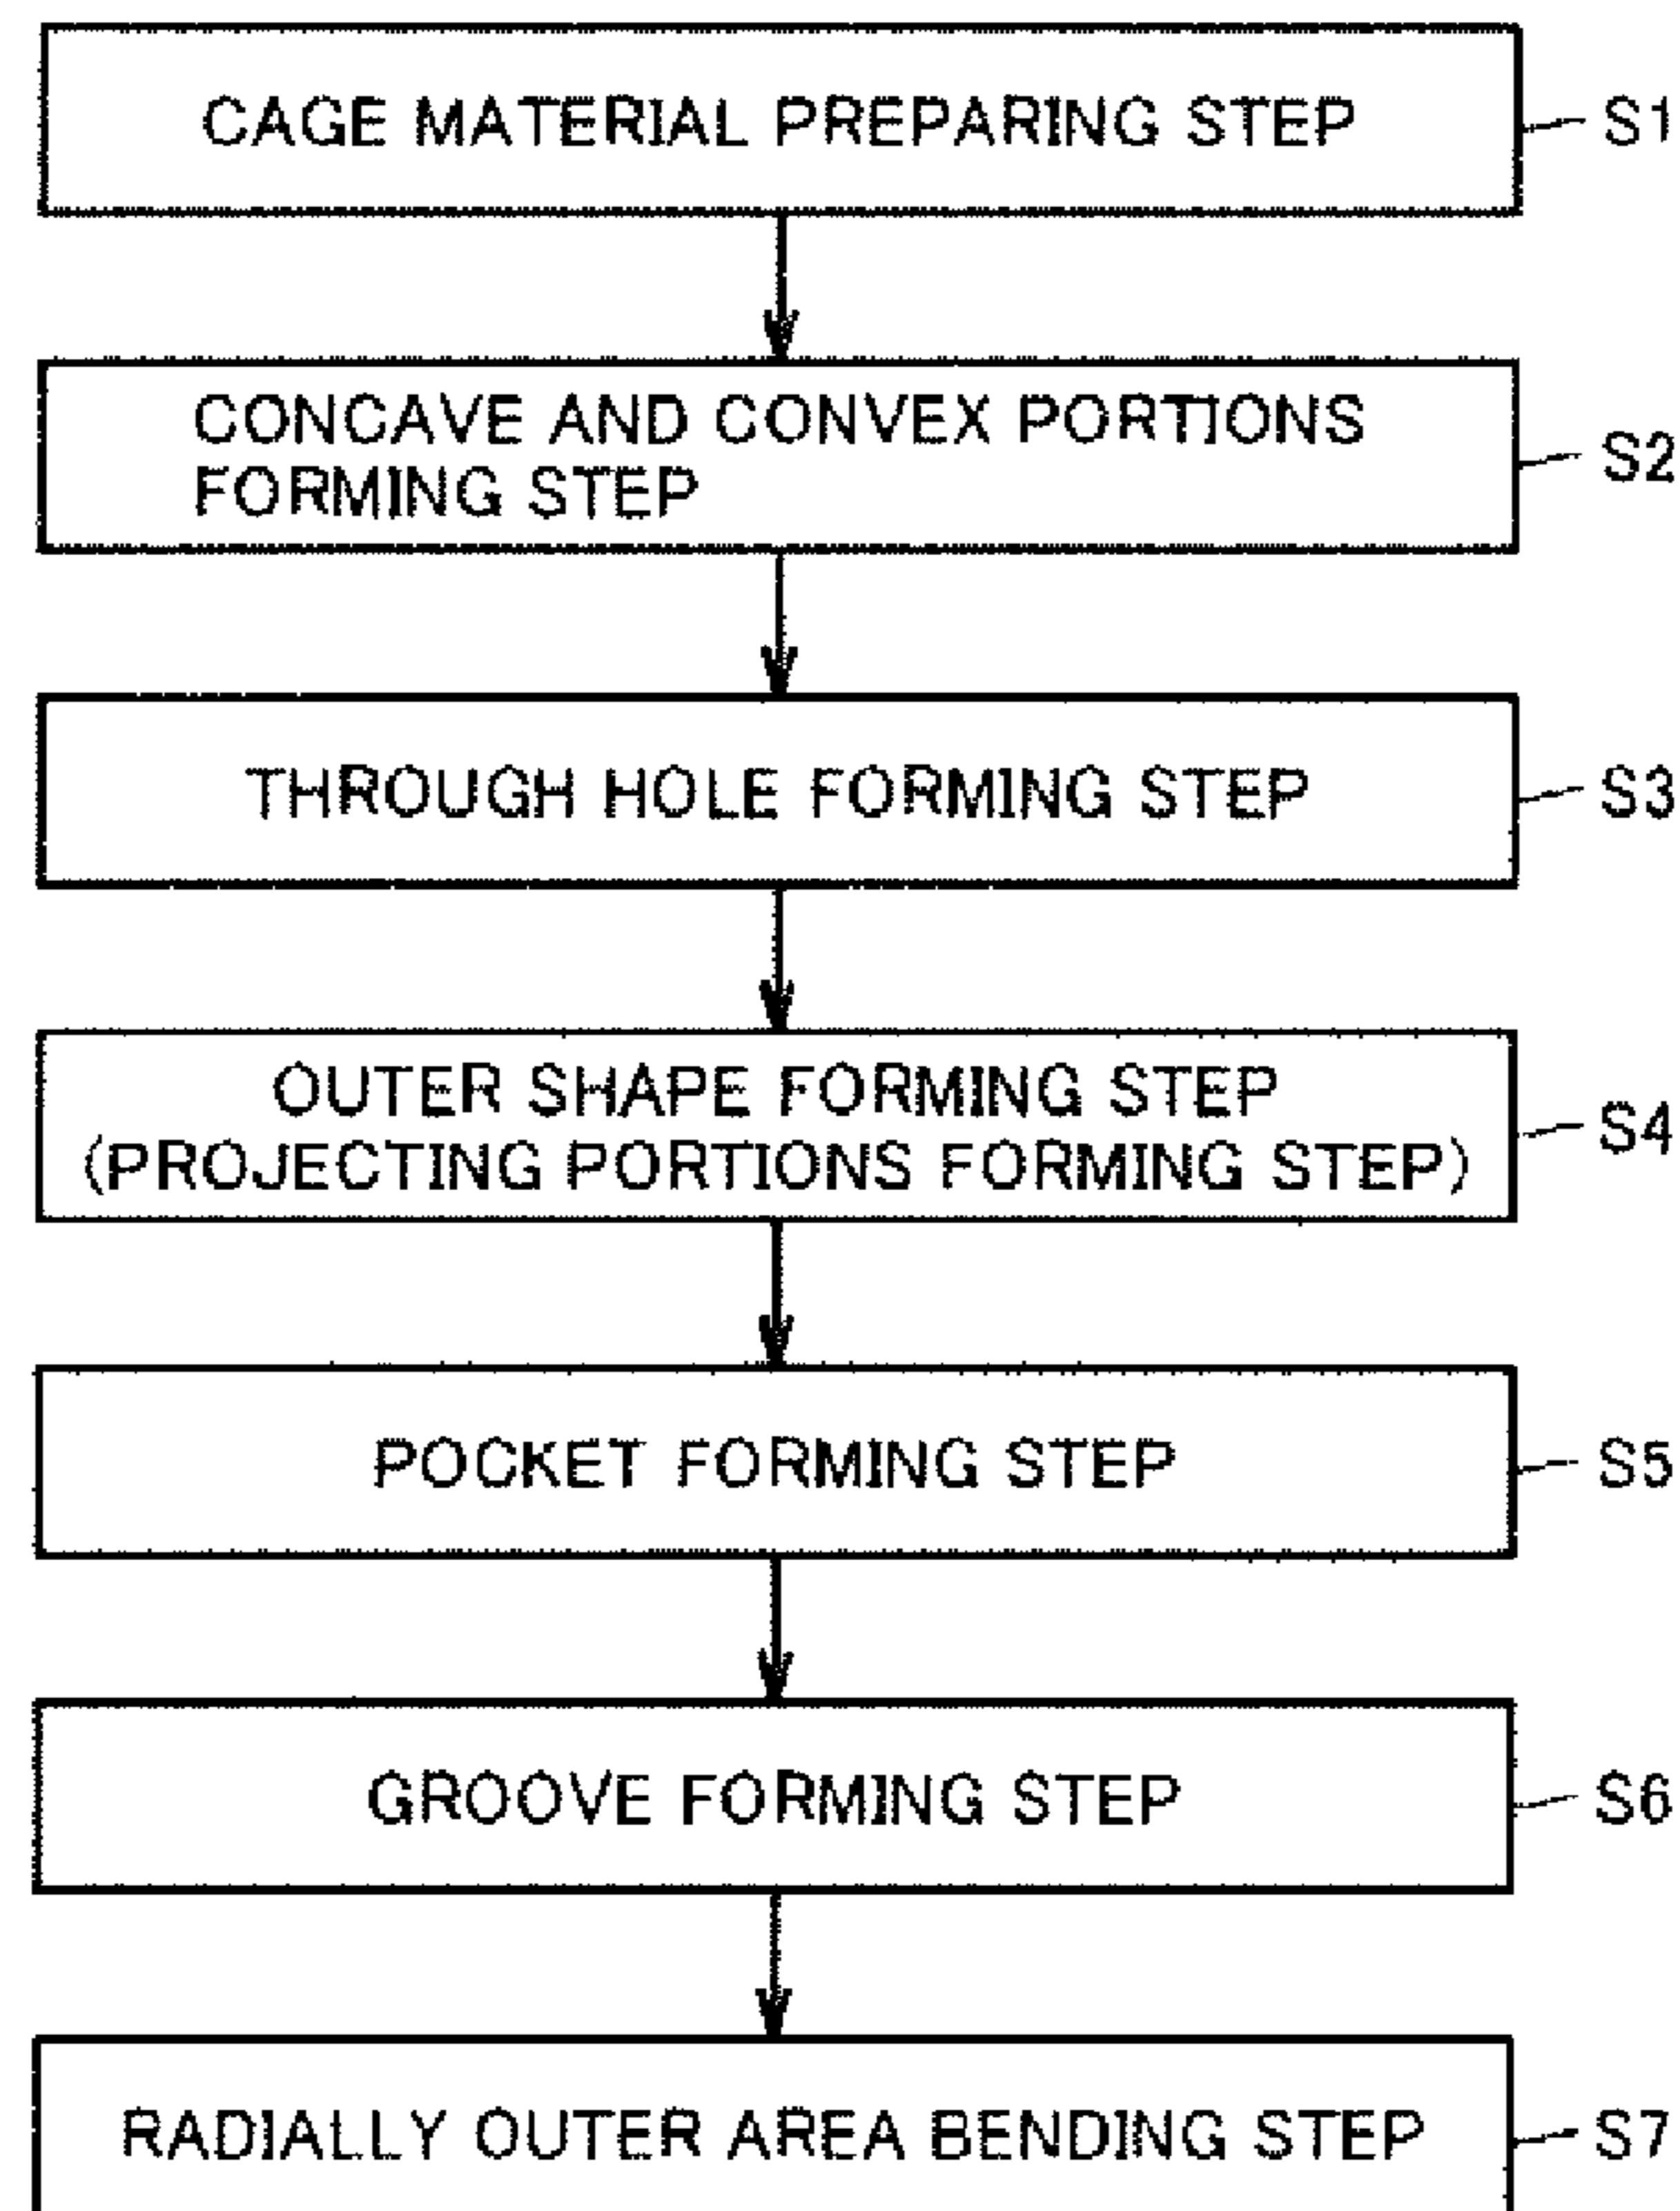 CAGE MATERIAL PREPARING STEP
S1
CONCAVE AND CONVEX PORTIONS
FORMING STEP
S2
THROUGH HOLE FORMING STEP
S3
OUTER SHAPE FORMING STEP
(PROJECTING PORTIONS FORMING STEP)
S4
POCKET FORMING STEP
S5
GROOVE FORMING STEP
S6
RADIALLY OUTER AREA BENDING STEP
S7